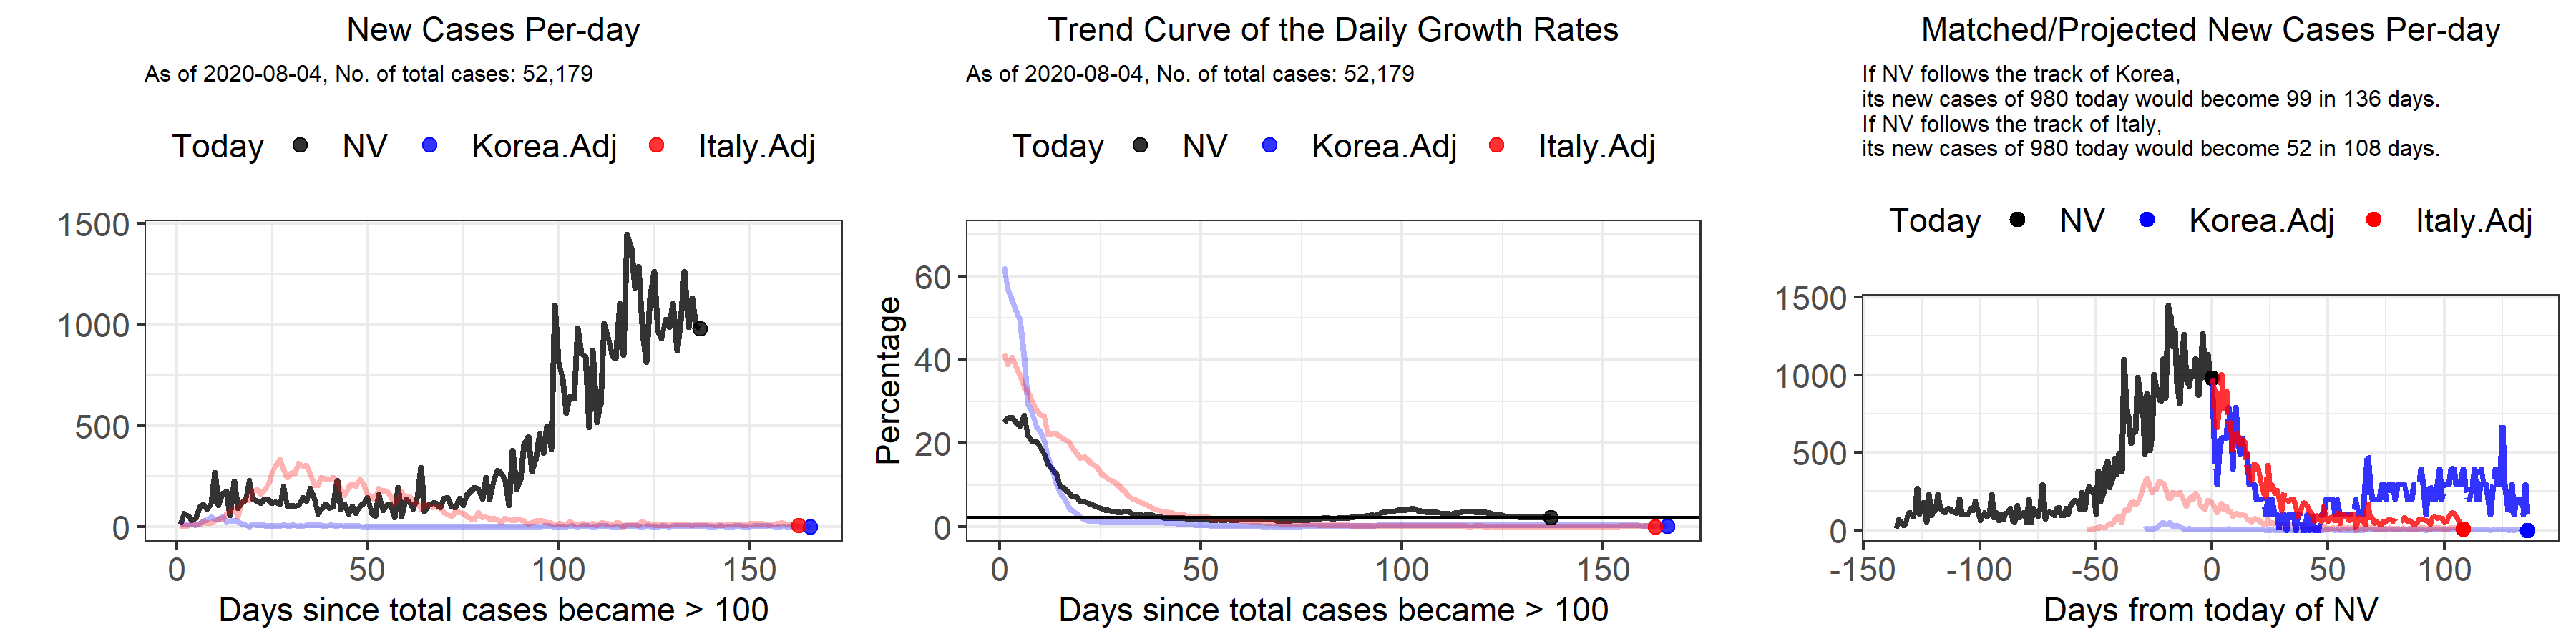 New Cases Per-day
As of 2020-08-04, No. of total cases: 52,179
Today NV Korea.Adj Italy.Adj
1500
1000
500
0
0 50 100 150
Days since total cases became > 100
Trend Curve of the Daily Growth Rates
As of 2020-08-04, No. of total cases: 52,179
Today NV Korea.Adj Italy.Adj
Percentage
60
40
20
0
0 50 100 150
Days since total cases became > 100
Matched/Projected New Cases Per-day
If NV follows the track of Korea,
its new cases of 980 today would become 99 in 136 days.
If NV follows the track of Italy,
its new cases of 980 today would become 52 in 108 days.
Today NV Korea.Adj Italy.Adj
1500
1000
500
0
-150 -100 -50 0 50 100
Days from today of NV